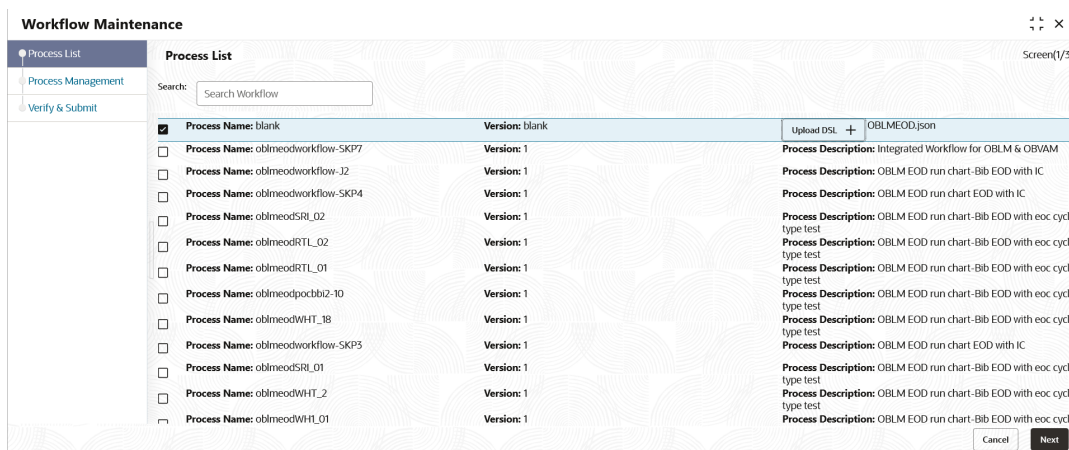 Workflow Maintenance
Process List
Process Management
Verify & Submit
Process List
Screen(1/3
Search:
Search Workflow
Process Name: blank Version: blank Upload DSL + OBLMEOD.json
Process Name: oblmeodworkflow-SKP7 Version: 1 Process Description: Integrated Workflow for OBLM & OBVAM
Process Name: oblmeodworkflow-J2 Version: 1 Process Description: OBLM EOD run chart-Bib EOD with IC
Process Name: oblmeodworkflow-SKP4 Version: 1 Process Description: OBLM EOD run chart EOD with IC
Process Name: oblmeodSRI_02 Version: 1 Process Description: OBLM EOD run chart-Bib EOD with eoc cycl
type test
Process Name: oblmeodRTL_02 Version: 1 Process Description: OBLM EOD run chart-Bib EOD with eoc cycl
type test
Process Name: oblmeodRTL_01 Version: 1 Process Description: OBLM EOD run chart-Bib EOD with eoc cycl
type test
Process Name: oblmeodpocbbi2-10 Version: 1 Process Description: OBLM EOD run chart-Bib EOD with eoc cycl
type test
Process Name: oblmeodWHT_18 Version: 1 Process Description: OBLM EOD run chart-Bib EOD with eoc cycl
type test
Process Name: oblmeodworkflow-SKP3 Version: 1 Process Description: OBLM EOD run chart EOD with IC
Process Name: oblmeodSRI_01 Version: 1 Process Description: OBLM EOD run chart-Bib EOD with eoc cycl
type test
Process Name: oblmeodWHT_2 Version: 1 Process Description: OBLM EOD run chart-Bib EOD with eoc cycl
type test
Process Name: oblmeodWH1_01 Version: 1 Process Description: OBLM EOD run chart-Bib EOD with eoc cycl
Cancel Next